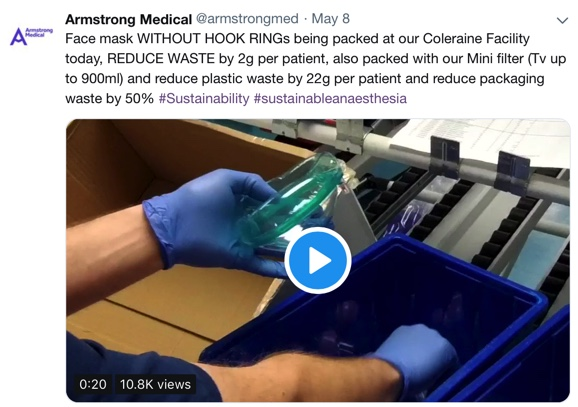 Armstrong Medical
Armstrong Medical @armstrongmed · May 8
Face mask WITHOUT HOOK RINGs being packed at our Coleraine Facility
today, REDUCE WASTE by 2g per patient, also packed with our Mini filter (Tv up
to 900ml) and reduce plastic waste by 22g per patient and reduce packaging
waste by 50% #Sustainability #sustainableanaesthesia
0:20 10.8K views